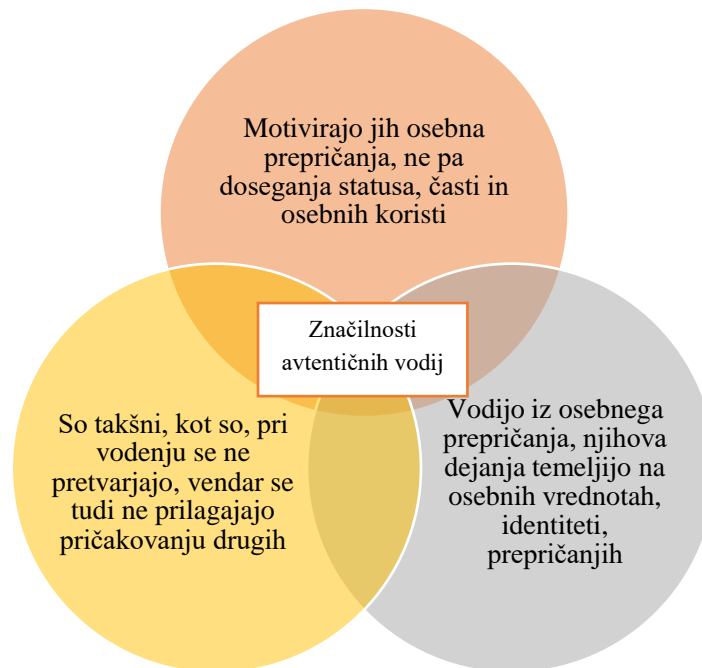 Motivirajo jih osebna
prepričanja, ne pa
doseganja statusa, časti in
osebnih koristi
Značilnosti
avtentičnih vodij
So takšni, kot so, pri
vodenju se ne
pretvarjajo, vendar se
tudi ne prilagajajo
pričakovanju drugih
Vodijo iz osebnega
prepričanja, njihova
dejanja temeljijo na
osebnih vrednotah,
identiteti,
prepričanjih